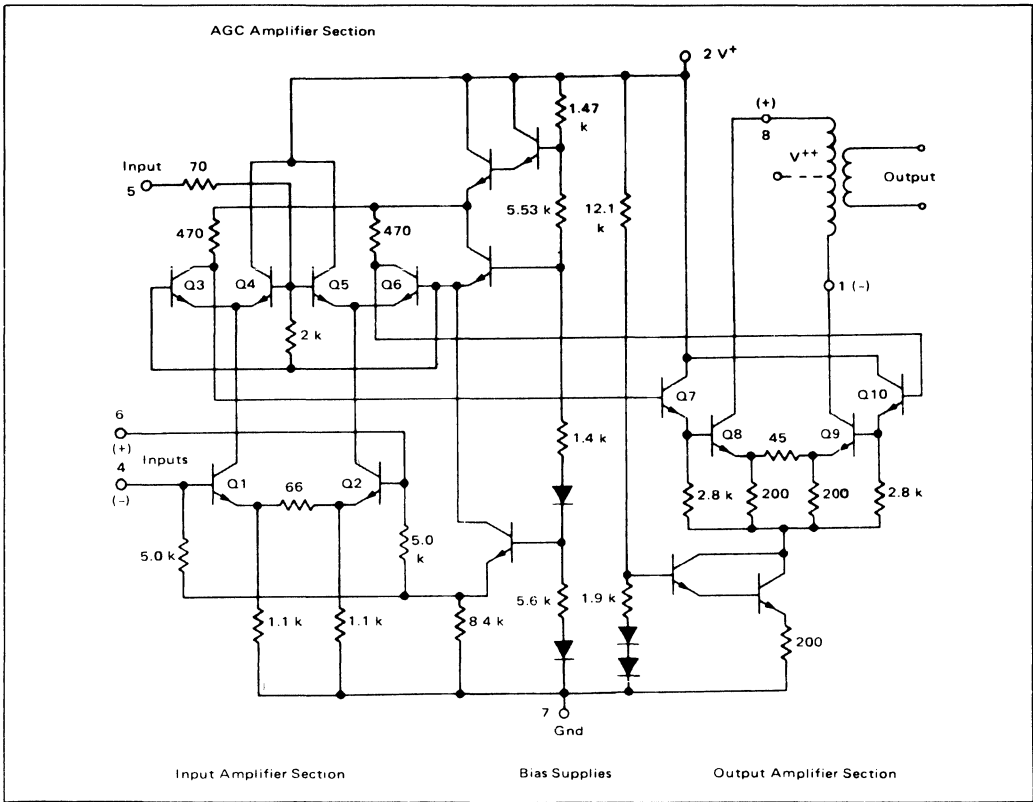 AGC Amplifier Section
2 V+
1.47
k
(+)
8
Input
70
5
V++
Output
5.53 k
12.1
k
470
470
Q3
Q4
Q5
Q6
1 (-)
2 k
Q7
Q10
6
(+)
Inputs
4
(-)
Q8
45
Q9
1.4 k
Q1
66
Q2
2.8 k
200
200
2.8 k
5.0 k
5.0
k
5.6 k
1.9 k
1.1 k
1.1 k
8 4 k
200
7
Gnd
Input Amplifier Section
Bias Supplies
Output Amplifier Section